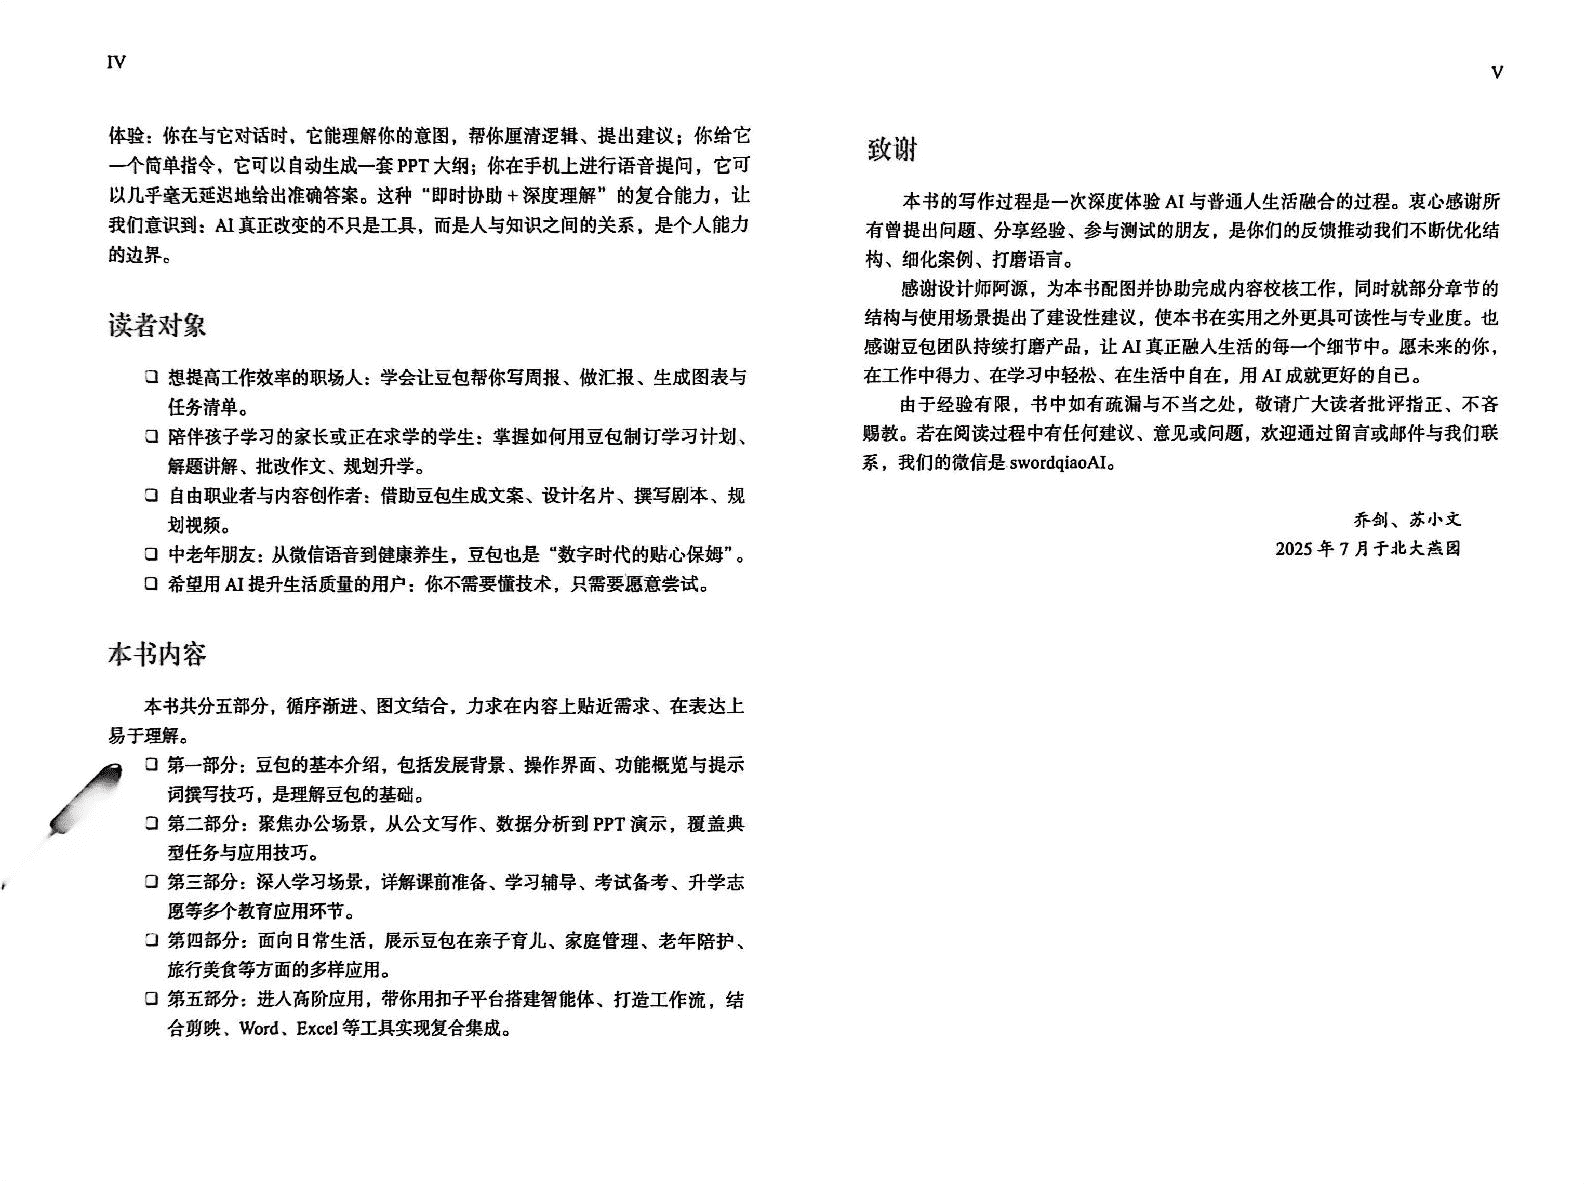 IV
体验：你在与它对话时，它能理解你的意图，帮你厘清逻辑、提出建议；你给它
一个简单指令，它可以自动生成一套 PPT 大纲；你在手机上进行语音提问，它可
以几乎毫无延迟地给出准确答案。这种“即时协助 + 深度理解”的复合能力，让
我们意识到：AI 真正改变的不只是工具，而是人与知识之间的关系，是个人能力
的边界。
读者对象
❏ 想提高工作效率的职场人：学会让豆包帮你写周报、做汇报、生成图表与
任务清单。
❏ 陪伴孩子学习的家长或正在求学的学生：掌握如何用豆包制订学习计划、
解题讲解、批改作文、规划升学。
❏ 自由职业者与内容创作者：借助豆包生成文案、设计名片、撰写剧本、规
划视频。
❏ 中老年朋友：从微信语音到健康养生，豆包也是“数字时代的贴心保姆”。
❏ 希望用 AI 提升生活质量的用户：你不需要懂技术，只需要愿意尝试。
本书内容
本书共分五部分，循序渐进、图文结合，力求在内容上贴近需求、在表达上
易于理解。
❏ 第一部分：豆包的基本介绍，包括发展背景、操作界面、功能概览与提示
词撰写技巧，是理解豆包的基础。
❏ 第二部分：聚焦办公场景，从公文写作、数据分析到 PPT 演示，覆盖典
型任务与应用技巧。
❏ 第三部分：深入学习场景，详解课前准备、学习辅导、考试备考、升学志
愿等多个教育应用环节。
❏ 第四部分：面向日常生活，展示豆包在亲子育儿、家庭管理、老年陪护、
旅行美食等方面的多样应用。
❏ 第五部分：进入高阶应用，带你用扣子平台搭建智能体、打造工作流，结
合剪映、Word、Excel 等工具实现复合集成。
V
致谢
本书的写作过程是一次深度体验 AI 与普通人生活融合的过程。衷心感谢所
有曾提出问题、分享经验、参与测试的朋友，是你们的反馈推动我们不断优化结
构、细化案例、打磨语言。
感谢设计师阿源，为本书配图并协助完成内容校核工作，同时就部分章节的
结构与使用场景提出了建设性建议，使本书在实用之外更具可读性与专业度。也
感谢豆包团队持续打磨产品，让 AI 真正融入生活的每一个细节中。愿未来的你，
在工作中得力、在学习中轻松、在生活中自在，用 AI 成就更好的自己。
由于经验有限，书中如有疏漏与不当之处，敬请广大读者批评指正、不吝
赐教。若在阅读过程中有任何建议、意见或问题，欢迎通过留言或邮件与我们联
系，我们的微信是 swordqiaoAI。
乔剑、苏小文
2025 年 7 月于北大燕园